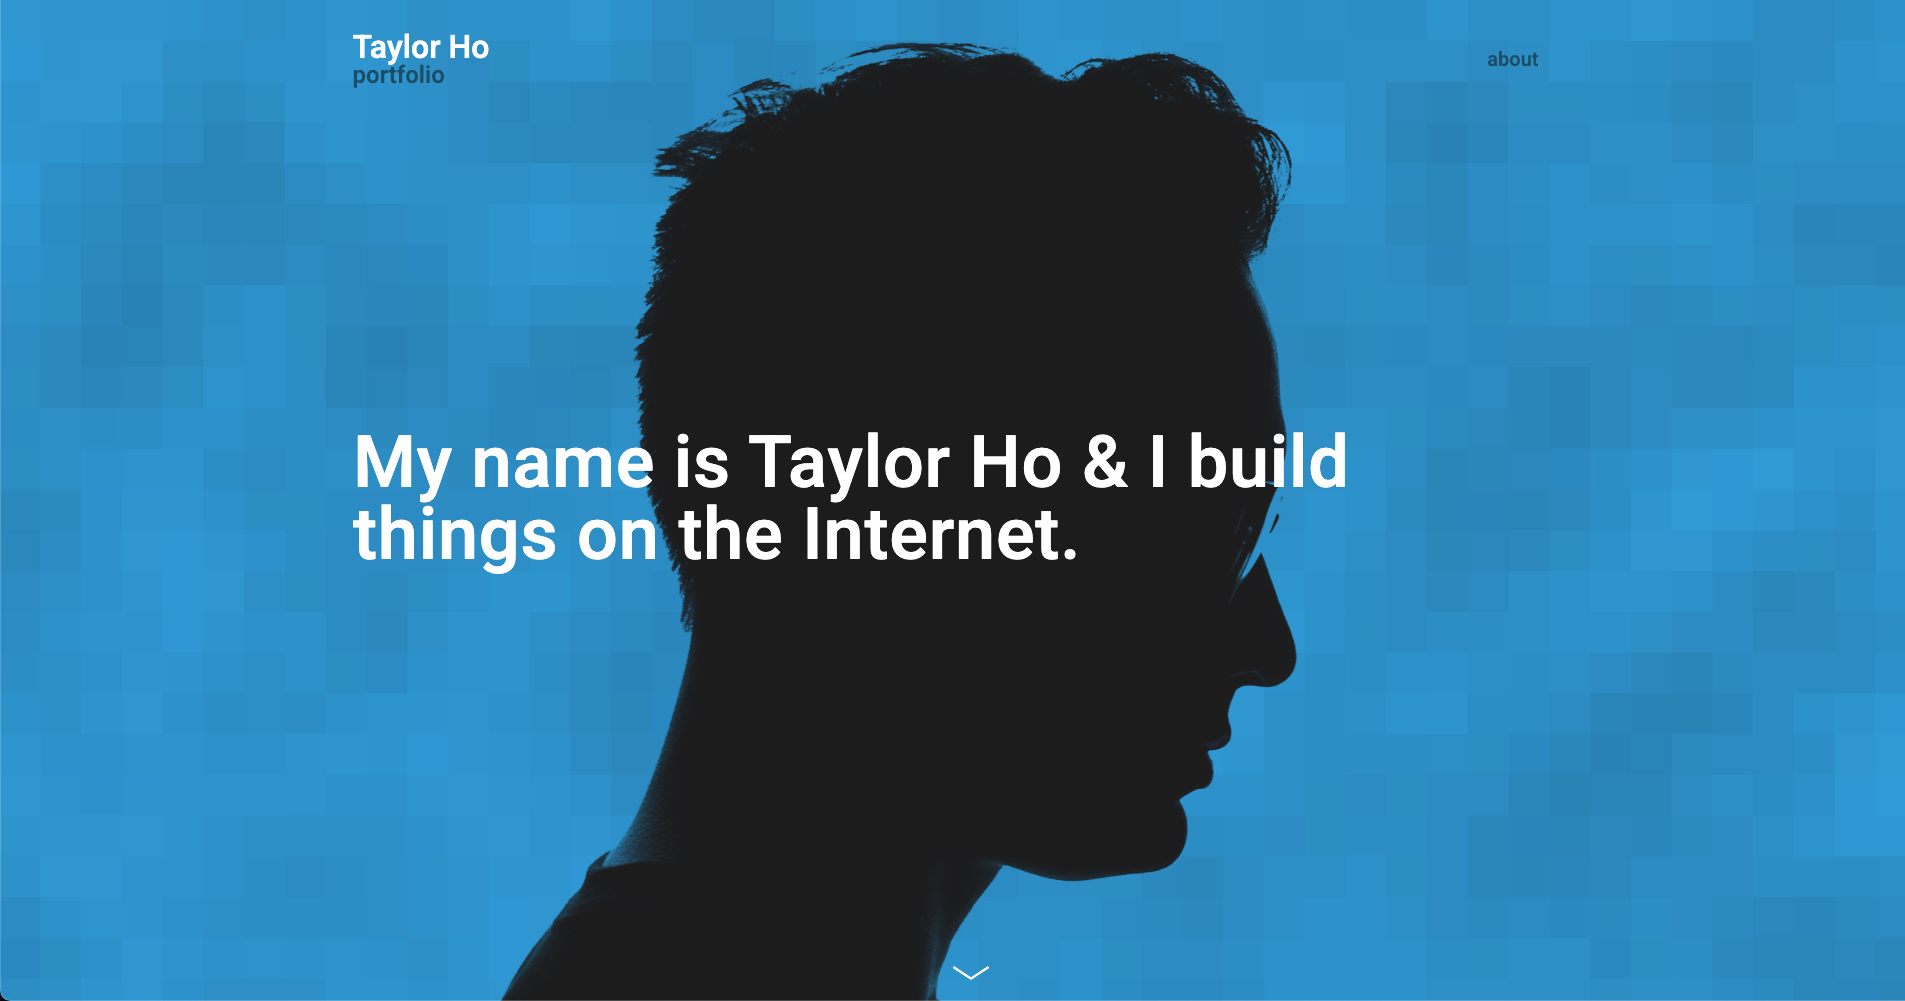 Taylor Ho
portfolio
about
My name is Taylor Ho & I build
things on the Internet.